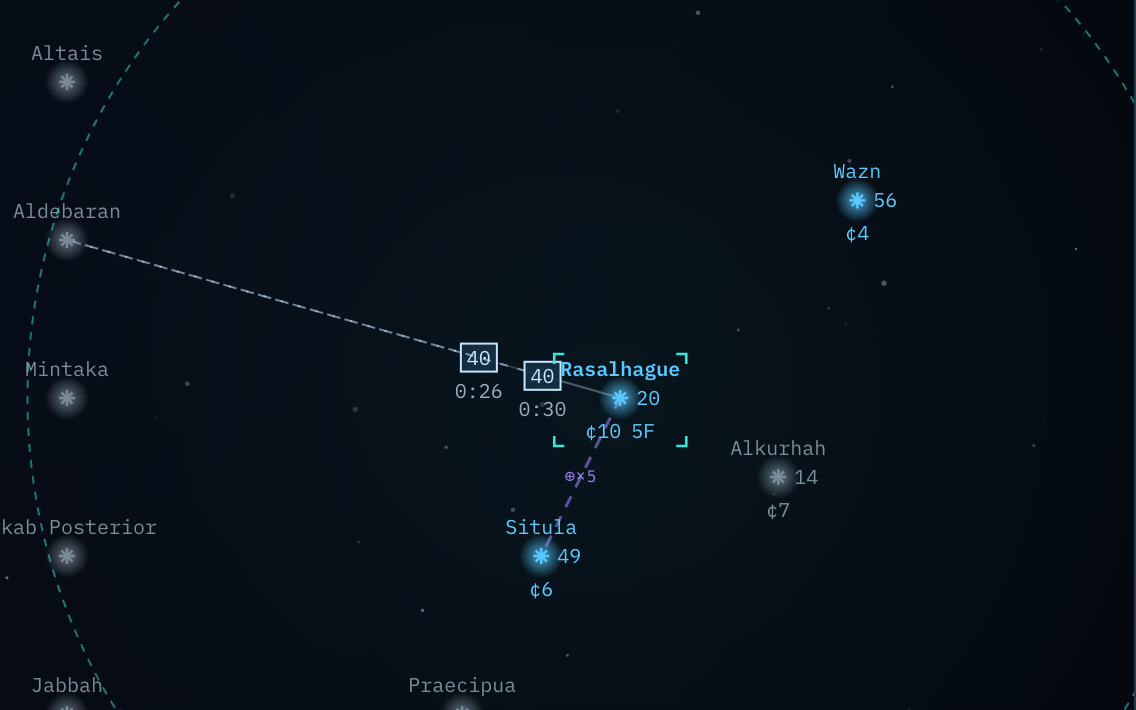 Altais
Wazn
56
¢4
Aldebaran
40
0:26
40
0:30
Rasalhague
20
¢10 5F
Mintaka
Alkurhah
14
¢7
⊕×5
Situla
49
¢6
kab Posterior
Jabbah
Praecipua